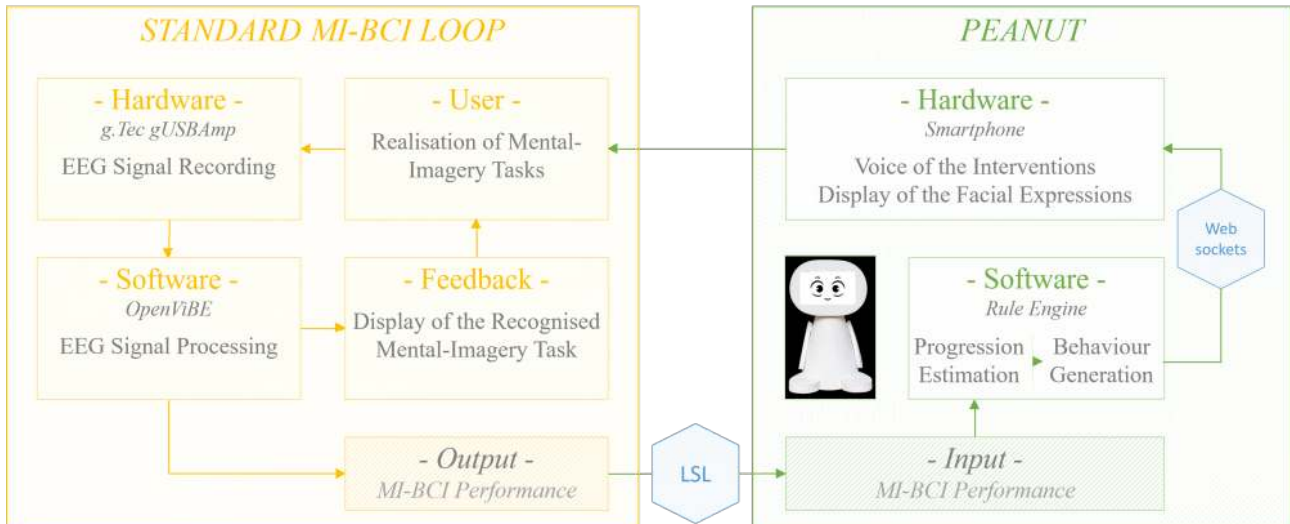 STANDARD MI-BCI LOOP
- Hardware -
g.Tec gUSBAmp
EEG Signal Recording
- User -
Realisation of Mental-
Imagery Tasks
- Software -
OpenViBE
EEG Signal Processing
- Feedback -
Display of the Recognised
Mental-Imagery Task
- Output -
MI-BCI Performance
LSL
PEANUT
- Hardware -
Smartphone
Voice of the Interventions
Display of the Facial Expressions
Web
sockets
- Software -
Rule Engine
Progression
Estimation
Behaviour
Generation
- Input -
MI-BCI Performance